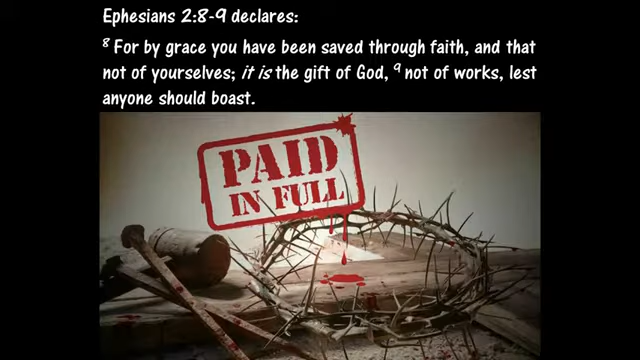 Ephesians 2:8-9 declares:
⁸ For by grace you have been saved through faith, and that
not of yourselves; it is the gift of God, ⁹ not of works, lest
anyone should boast.
PAID
IN FULL